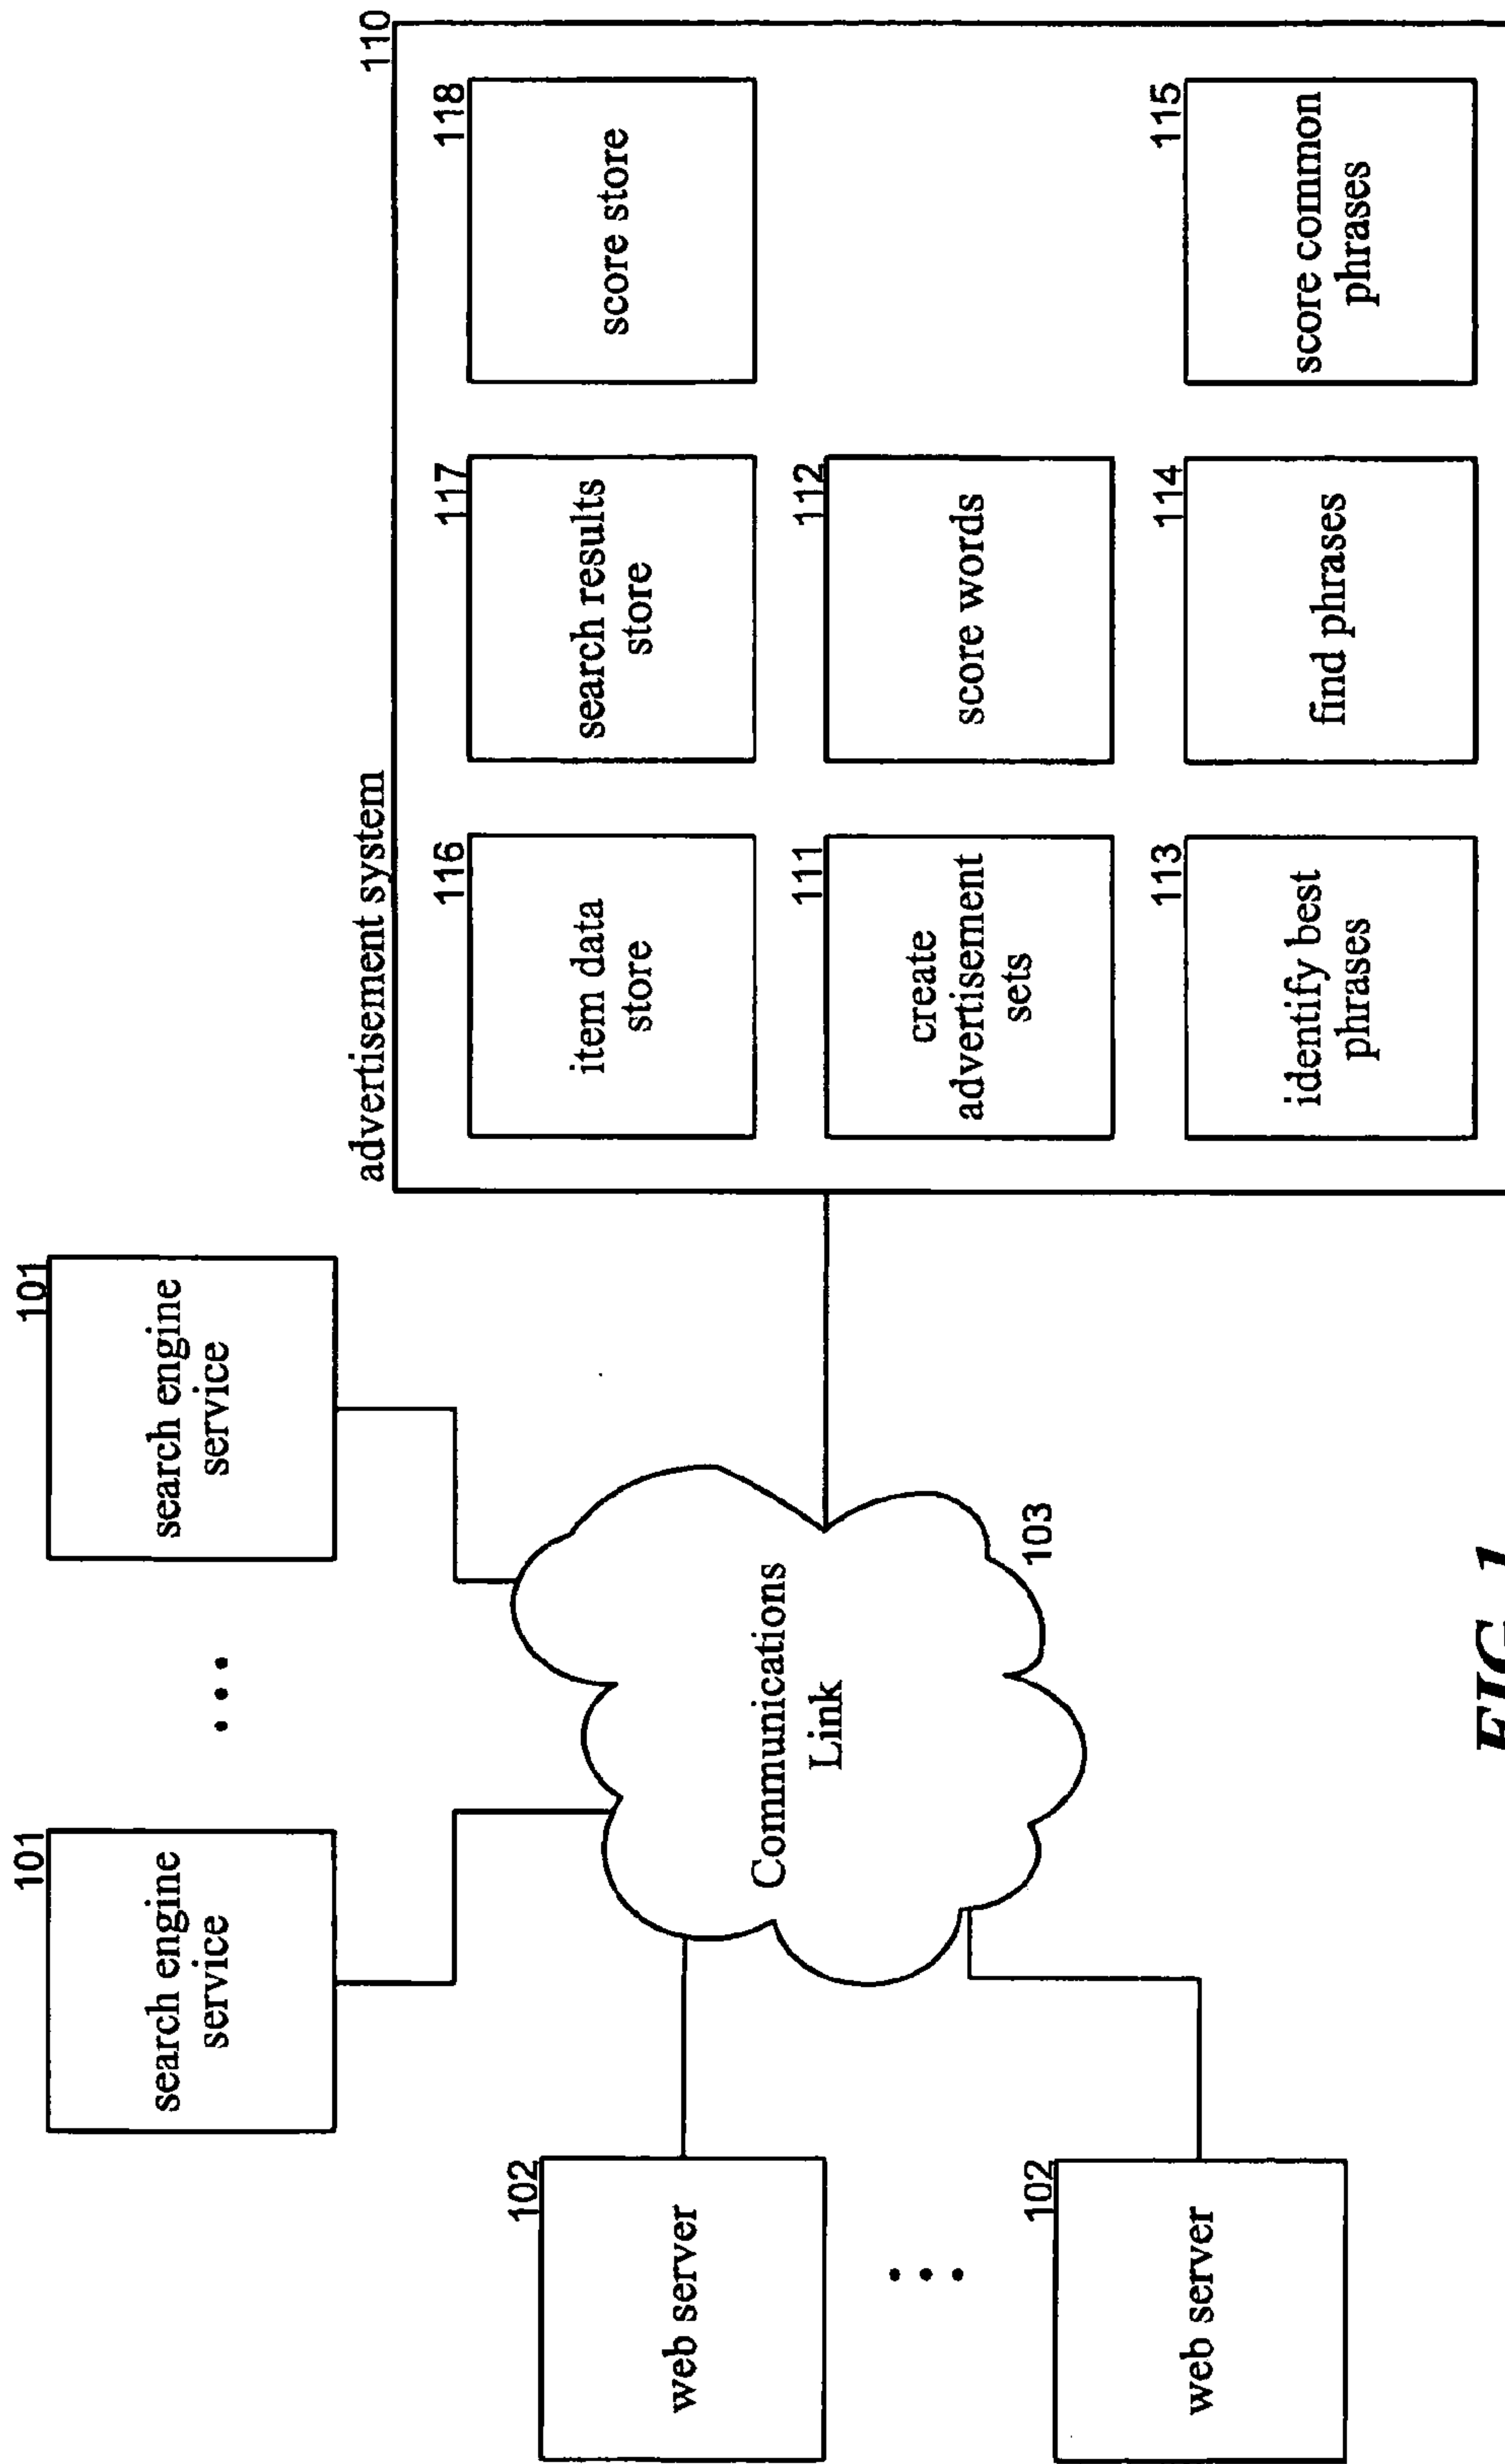 101
search engine
service
...
101
search engine
service
102
web server
102
web server
Communications
Link
103
advertisement system
110
116
item data
store
117
search results
store
118
score store
111
create
advertisement
sets
112
score words
113
identify best
phrases
114
find phrases
115
score common
phrases
FIG. 1